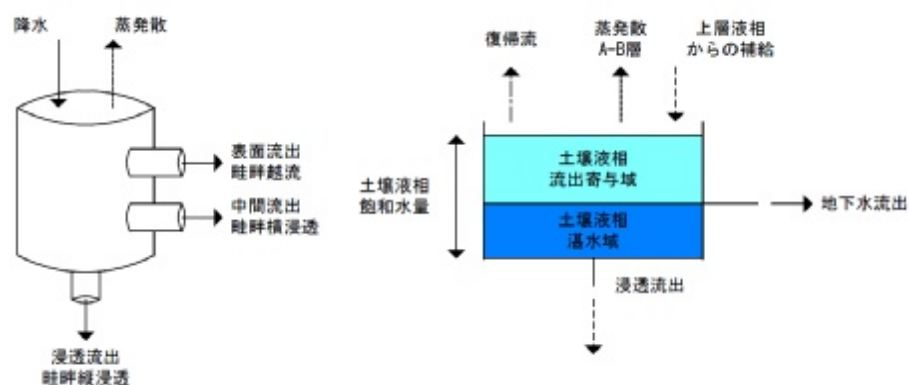 降水
蒸発散
表面流出
畦畔越流
中間流出
畦畔横浸透
浸透流出
畦畔縦浸透
復帰流
蒸発散
A-B層
上層液相
からの補給
土壌液相
飽和水量
土壌液相
流出寄与域
土壌液相
湛水域
地下水流出
浸透流出